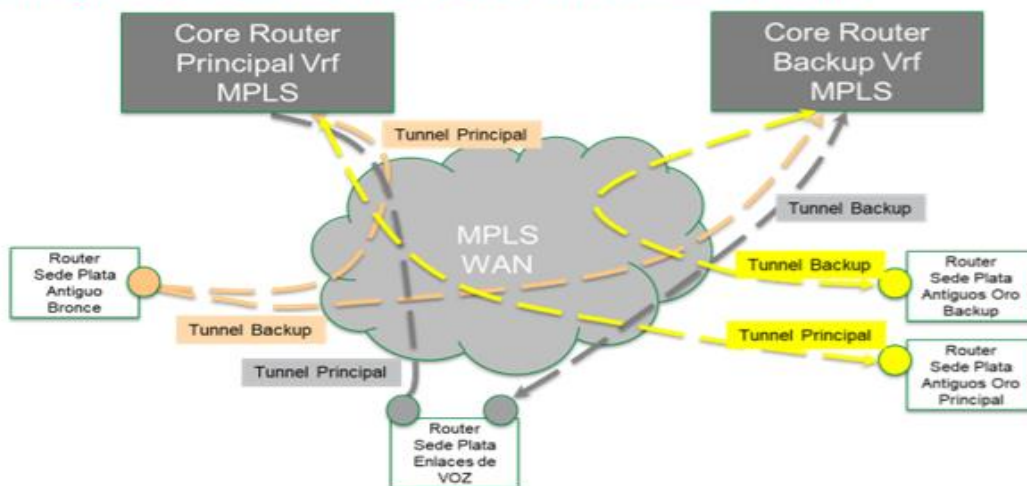 Core Router
Principal Vrf
MPLS
Core Router
Backup Vrf
MPLS
Tunnel Principal
Tunnel Backup
MPLS
WAN
Router
Sede Plata
Antiguo
Bronce
Tunnel Backup
Router
Sede Plata
Antiguos Oro
Backup
Tunnel Backup
Tunnel Principal
Tunnel Principal
Router
Sede Plata
Antiguos Oro
Principal
Router
Sede Plata
Enlaces de
VOZ